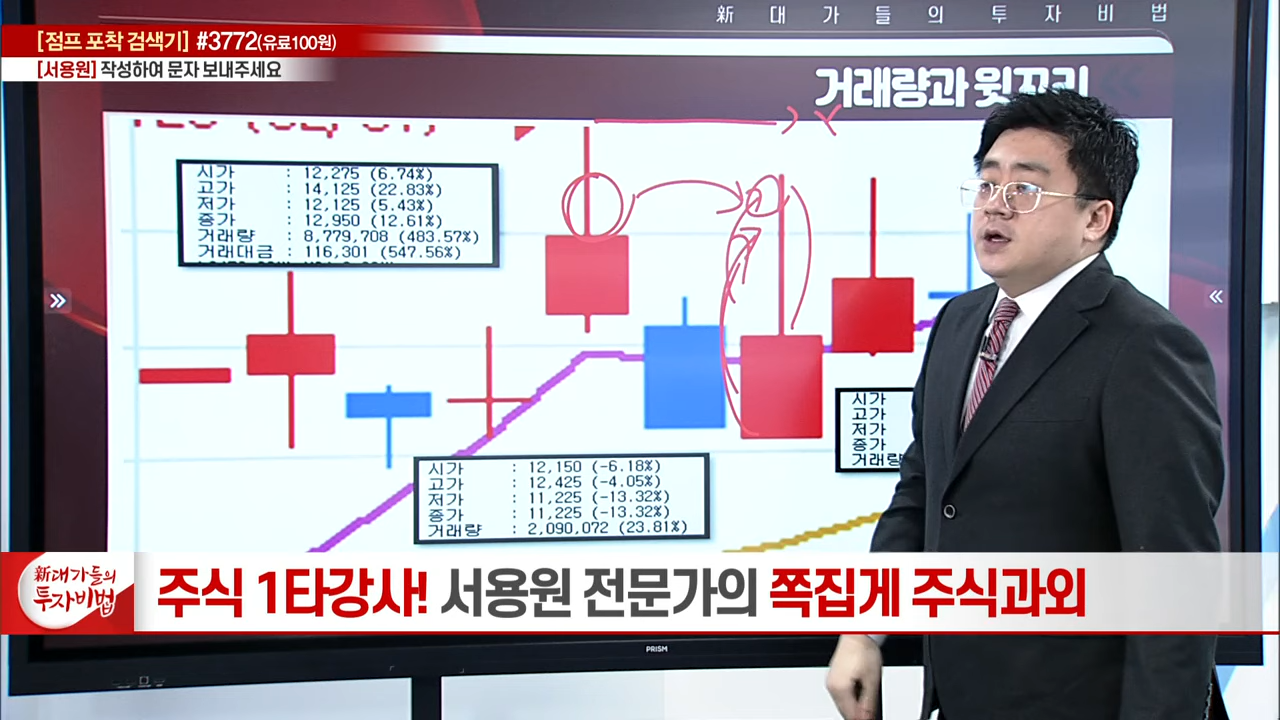 新 대가들의 투자비법
[점프 포착 검색기] #3772(유료100원)
[서용원] 작성하여 문자 보내주세요
거래량과 윗꼬리
시가 : 12,275 (6.74%)
고가 : 14,125 (22.83%)
저가 : 12,125 (5.43%)
종가 : 12,950 (12.61%)
거래량 : 8,779,708 (483.57%)
거래대금 : 116,301 (547.56%)
시가 : 12,150 (-6.18%)
고가 : 12,425 (-4.05%)
저가 : 11,225 (-13.32%)
종가 : 11,225 (-13.32%)
거래량 : 2,090,072 (23.81%)
시가
고가
저가
종가
거래량
新대가들의
투자비법
주식 1타강사! 서용원 전문가의 쪽집게 주식과외
PRISM